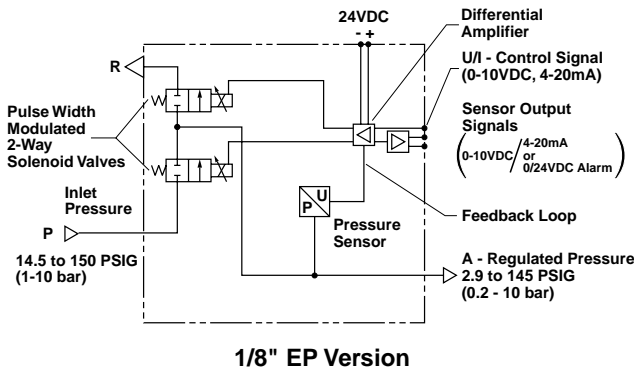 24VDC
- +
Differential
Amplifier
U/I - Control Signal
(0-10VDC, 4-20mA)
R
Pulse Width
Modulated
2-Way
Solenoid Valves
Sensor Output
Signals
(0-10VDC/4-20mA
or
0/24VDC Alarm)
Inlet
Pressure
P
14.5 to 150 PSIG
(1-10 bar)
U
P
Pressure
Sensor
Feedback Loop
A - Regulated Pressure
2.9 to 145 PSIG
(0.2 - 10 bar)
1/8" EP Version